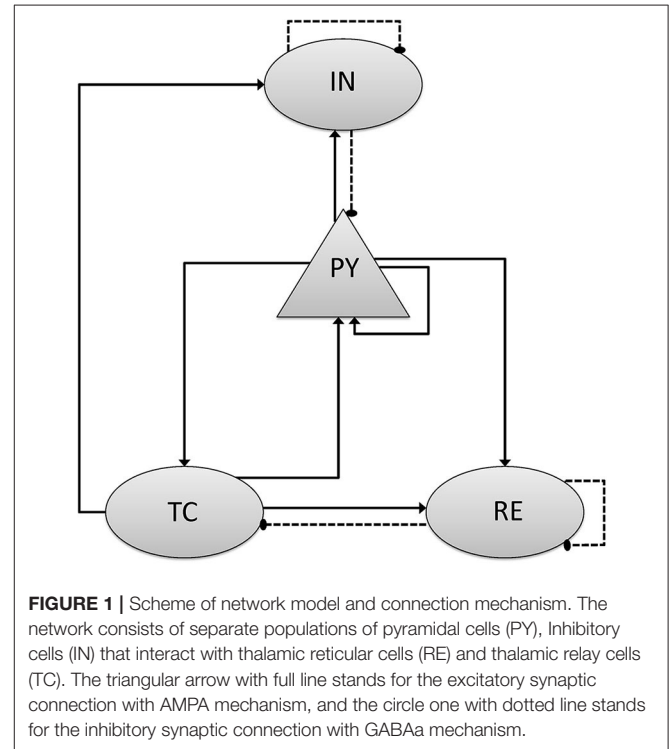 IN
PY
TC
RE
FIGURE 1 | Scheme of network model and connection mechanism. The
network consists of separate populations of pyramidal cells (PY), Inhibitory
cells (IN) that interact with thalamic reticular cells (RE) and thalamic relay cells
(TC). The triangular arrow with full line stands for the excitatory synaptic
connection with AMPA mechanism, and the circle one with dotted line stands
for the inhibitory synaptic connection with GABAa mechanism.